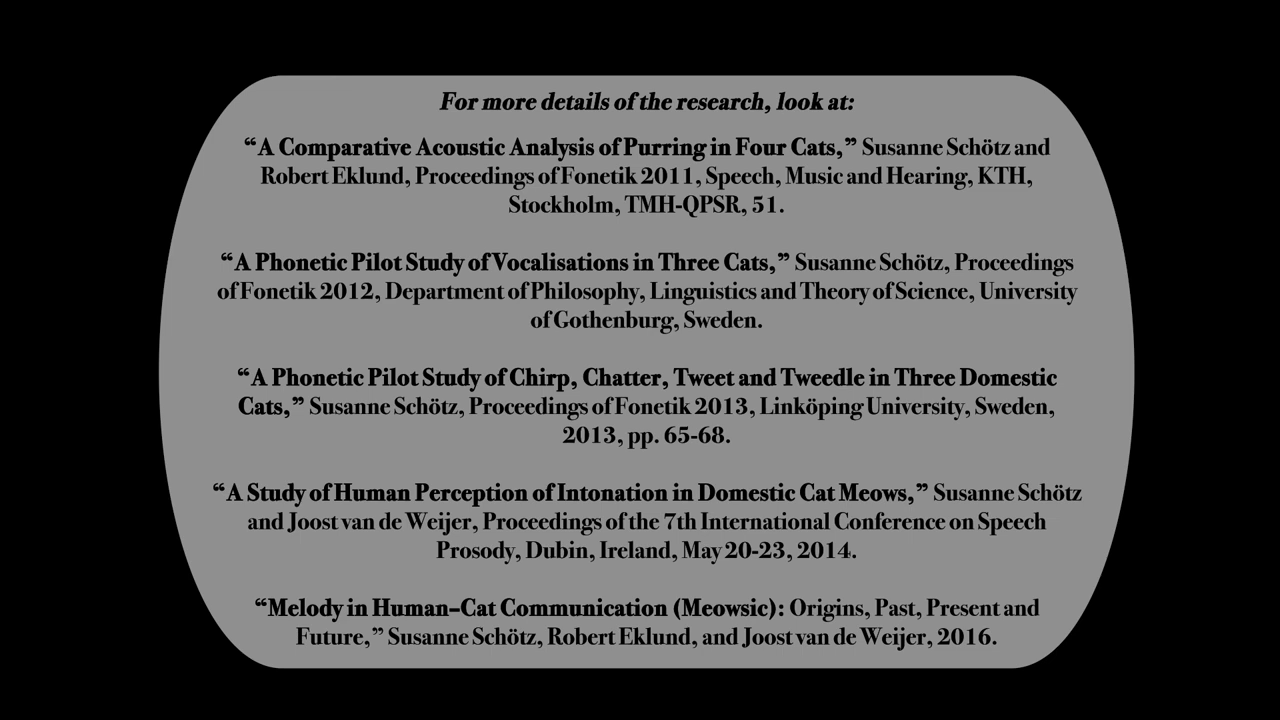 For more details of the research, look at:
“A Comparative Acoustic Analysis of Purring in Four Cats,” Susanne Schötz and
Robert Eklund, Proceedings of Fonetik 2011, Speech, Music and Hearing, KTH,
Stockholm, TMH-QPSR, 51.
“A Phonetic Pilot Study of Vocalisations in Three Cats,” Susanne Schötz, Proceedings
of Fonetik 2012, Department of Philosophy, Linguistics and Theory of Science, University
of Gothenburg, Sweden.
“A Phonetic Pilot Study of Chirp, Chatter, Tweet and Tweedle in Three Domestic
Cats,” Susanne Schötz, Proceedings of Fonetik 2013, Linköping University, Sweden,
2013, pp. 65-68.
“A Study of Human Perception of Intonation in Domestic Cat Meows,” Susanne Schötz
and Joost van de Weijer, Proceedings of the 7th International Conference on Speech
Prosody, Dubin, Ireland, May 20-23, 2014.
“Melody in Human–Cat Communication (Meowsic): Origins, Past, Present and
Future,” Susanne Schötz, Robert Eklund, and Joost van de Weijer, 2016.